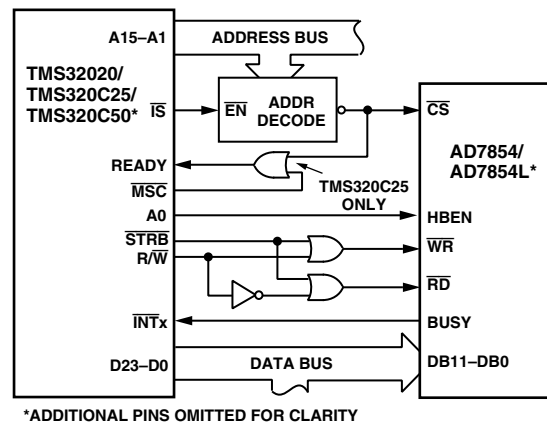 A15–A1
ADDRESS BUS
TMS32020/
TMS320C25/
TMS320C50*
IS
EN
ADDR
DECODE
CS
READY
AD7854/
AD7854L*
MSC
TMS320C25
ONLY
A0
HBEN
STRB
R/W
WR
RD
INTx
BUSY
D23–D0
DATA BUS
DB11–DB0
*ADDITIONAL PINS OMITTED FOR CLARITY